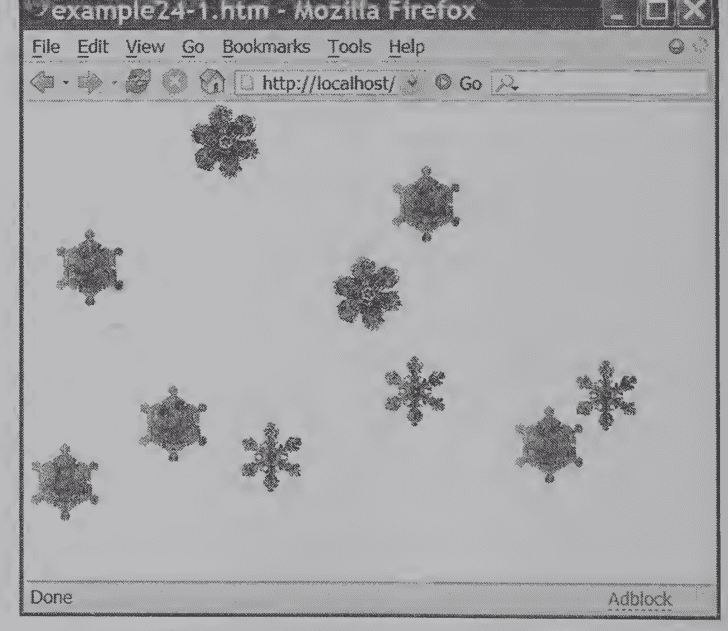 example24-1.htm - Mozilla Firefox
File Edit View Go Bookmarks Tools Help
http://localhost/ Go
Done Adblock